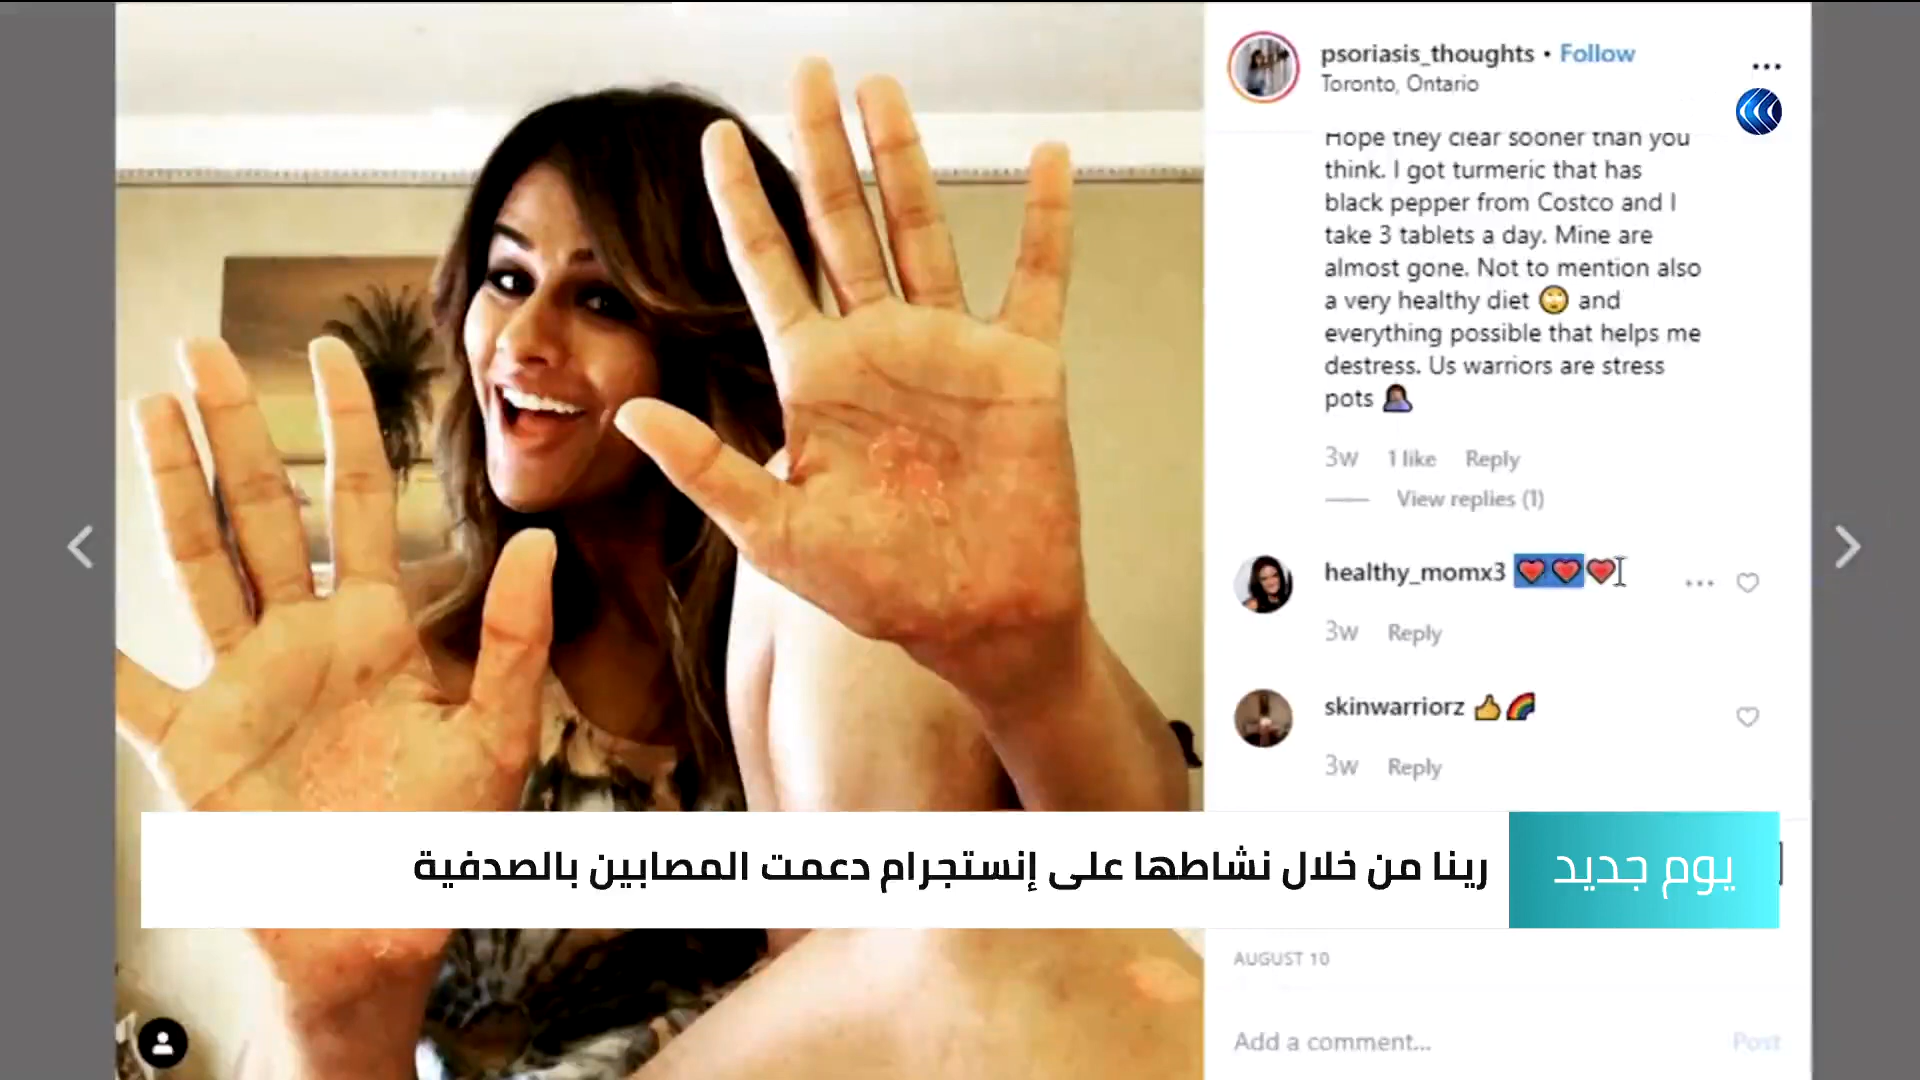 psoriasis_thoughts • Follow
Toronto, Ontario
Hope they clear sooner than you
think. I got turmeric that has
black pepper from Costco and I
take 3 tablets a day. Mine are
almost gone. Not to mention also
a very healthy diet 🙄 and
everything possible that helps me
destress. Us warriors are stress
pots 🤦🏾‍♀️
3w 1 like Reply
View replies (1)
healthy_momx3 ❤️❤️❤️
3w Reply
skinwarriorz 👍🌈
3w Reply
يوم جديد
رينا من خلال نشاطها على إنستجرام دعمت المصابين بالصدفية
AUGUST 10
Add a comment...
Post